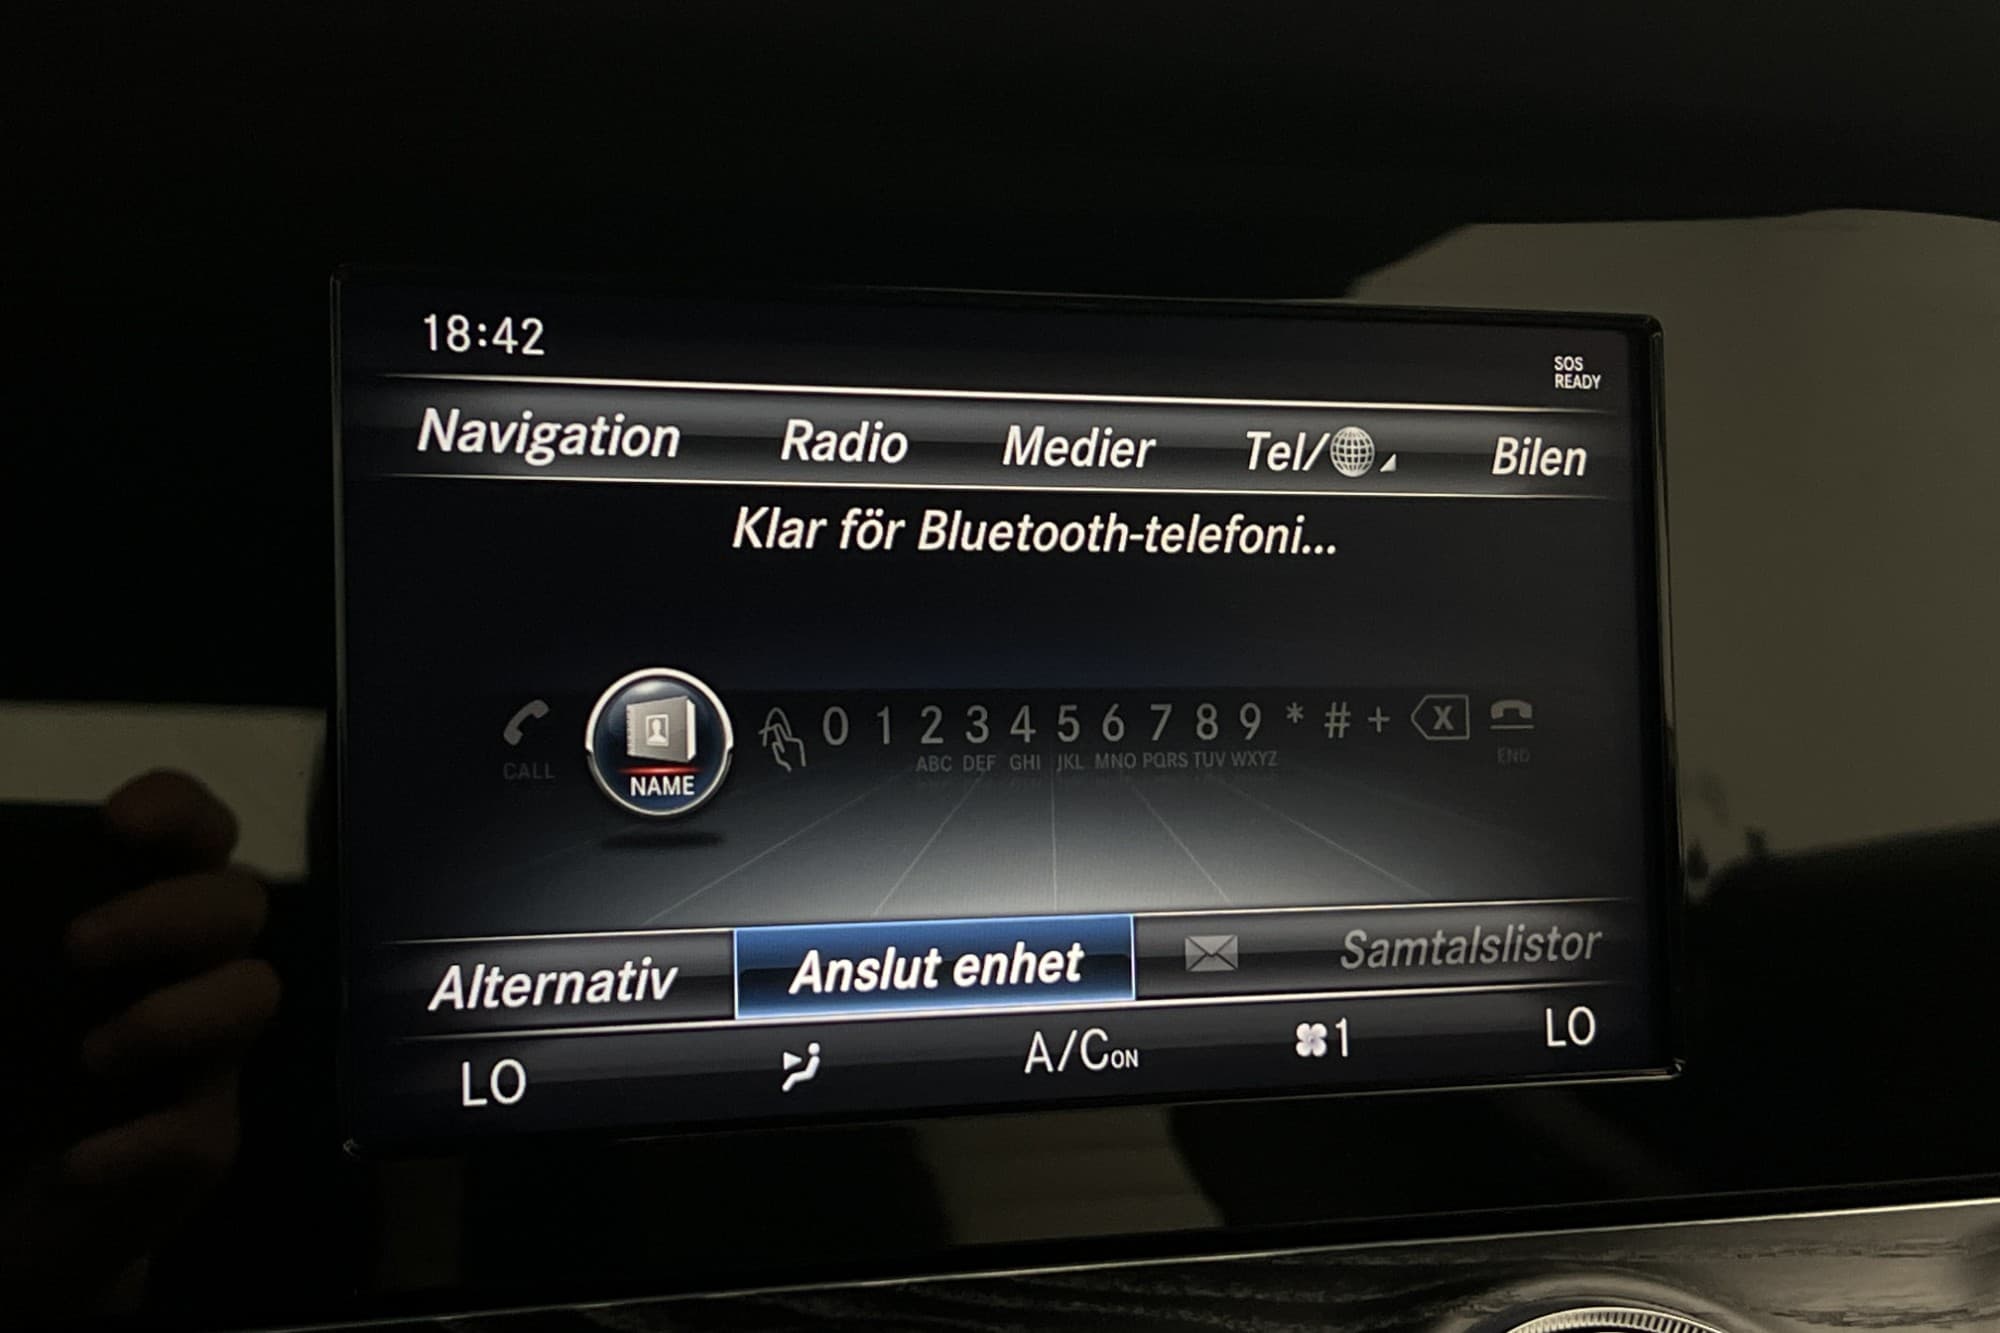 18:42
SOS
READY
Navigation Radio Medier Tel/ Bilen
Klar för Bluetooth-telefoni...
0 1 2 3 4 5 6 7 8 9 * # + X
CALL NAME ABC DEF GHI JKL MNO PQRS TUV WXYZ END
Alternativ Anslut enhet Samtalslistor
LO A/C ON 1 LO